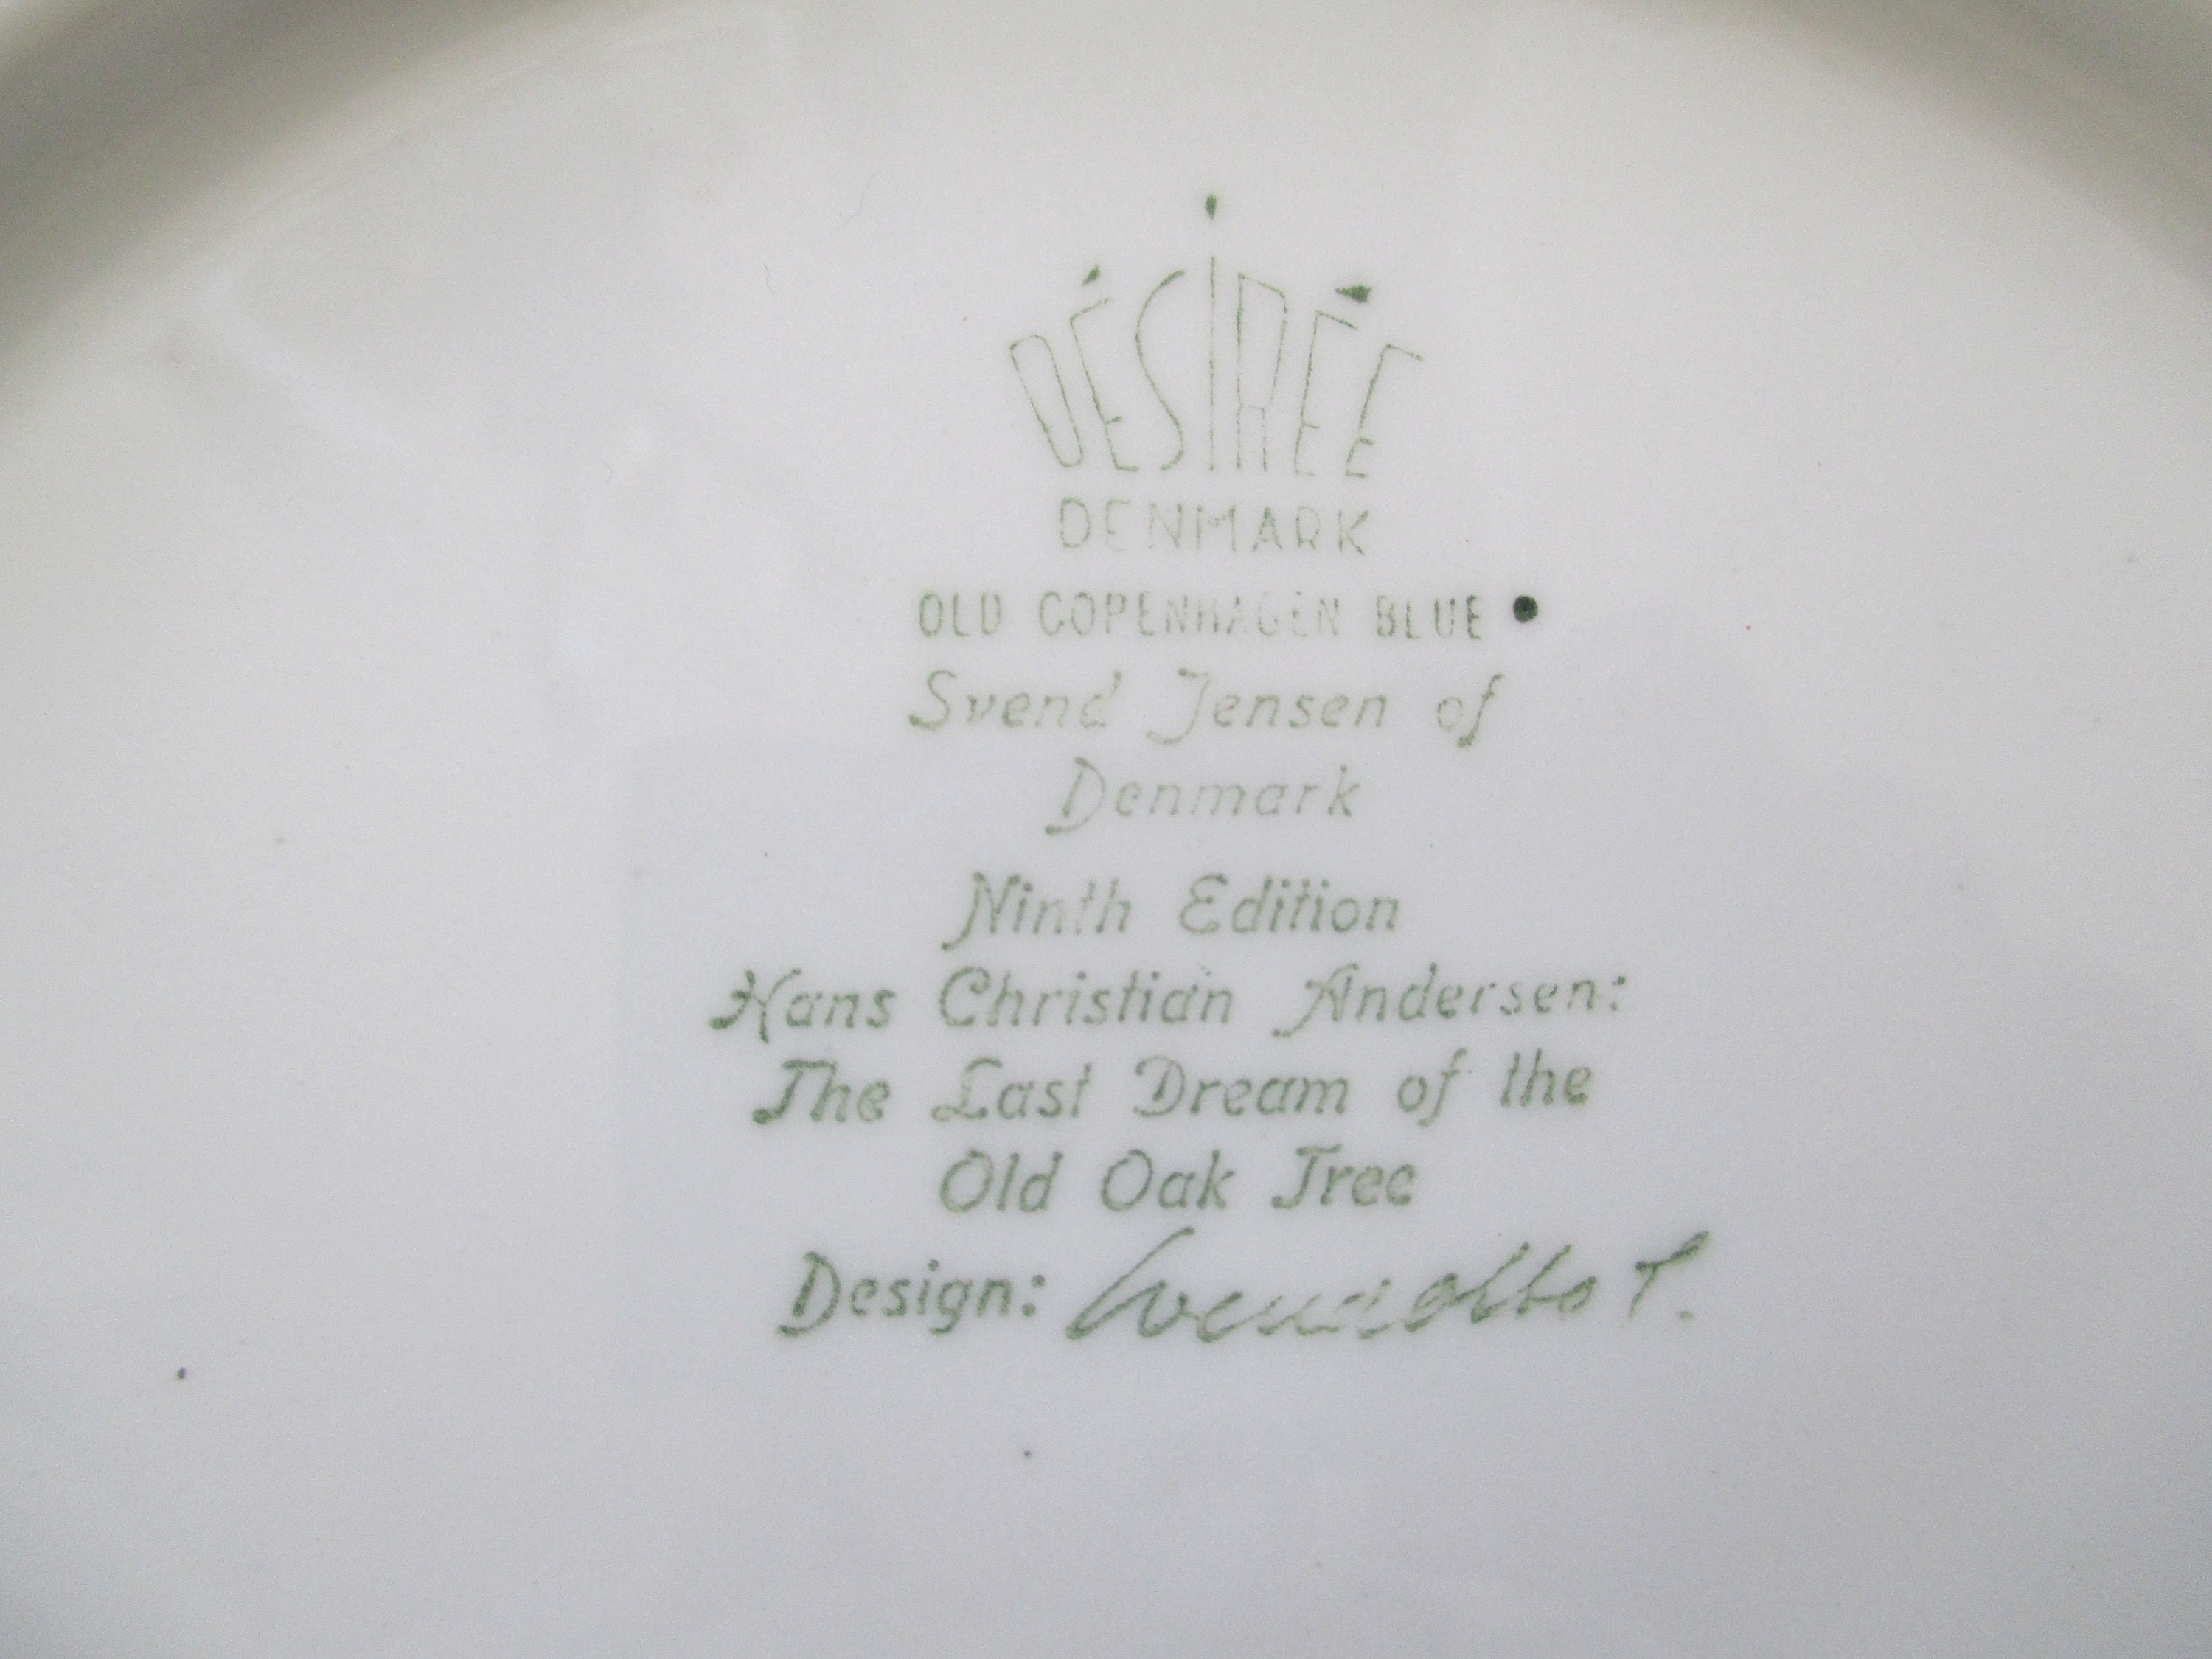 DÉSIRÉE
DENMARK
OLD COPENHAGEN BLUE
Svend Jensen of
Denmark
Ninth Edition
Hans Christian Andersen:
The Last Dream of the
Old Oak Tree
Design: